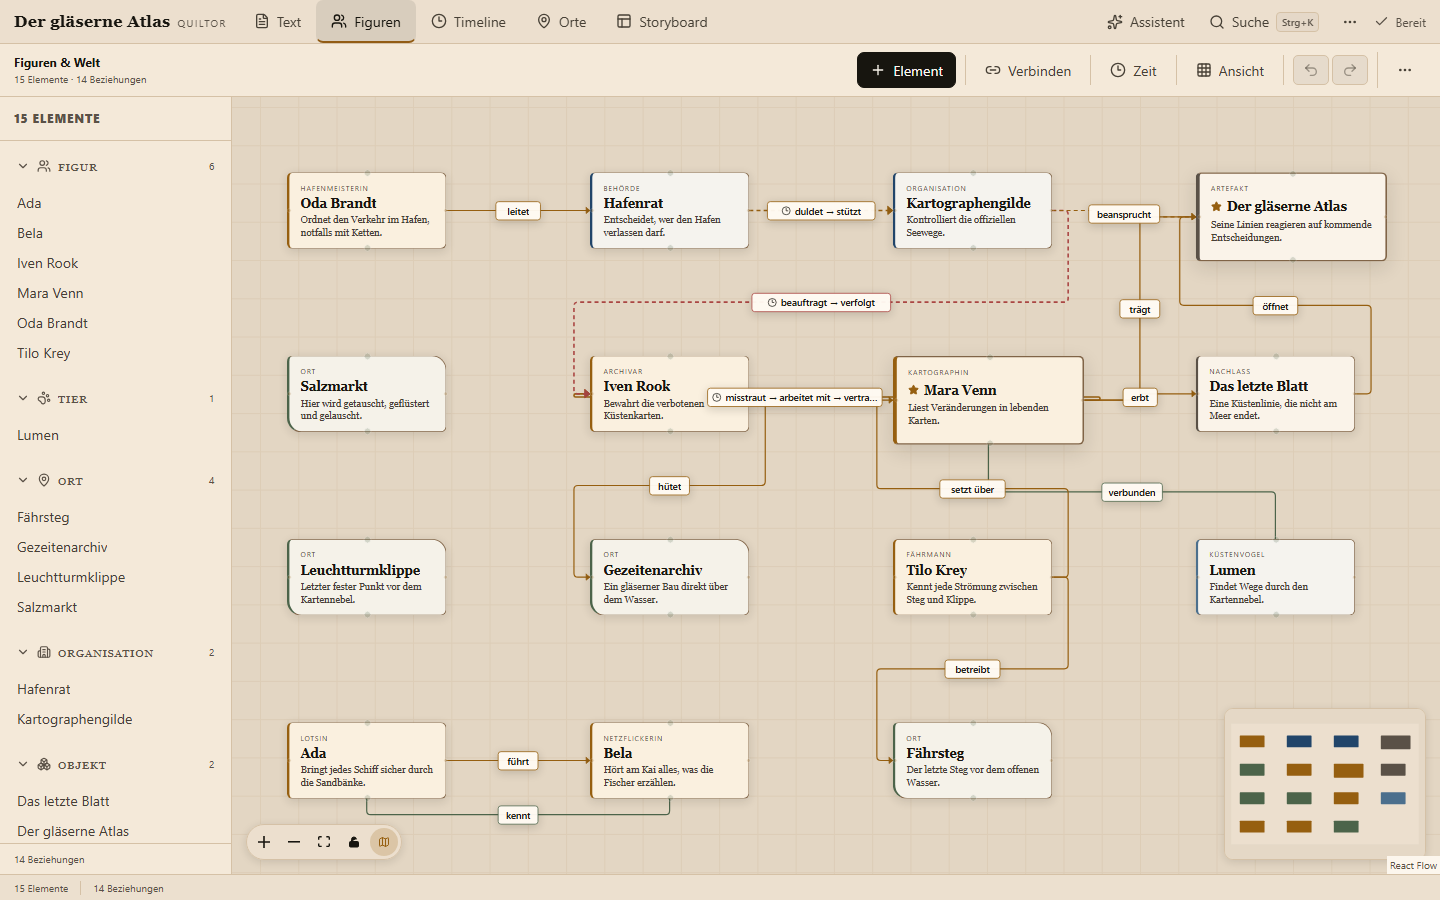 Der gläserne Atlas QUILTOR Text Figuren Timeline Orte Storyboard Assistent Suche Strg+K Bereit
Figuren & Welt
15 Elemente · 14 Beziehungen
Element Verbinden Zeit Ansicht
15 ELEMENTE
FIGUR 6
Ada
Bela
Iven Rook
Mara Venn
Oda Brandt
Tilo Krey
TIER 1
Lumen
ORT 4
Fährsteg
Gezeitenarchiv
Leuchtturmklippe
Salzmarkt
ORGANISATION 2
Hafenrat
Kartographengilde
OBJEKT 2
Das letzte Blatt
Der gläserne Atlas
14 Beziehungen
15 Elemente 14 Beziehungen
HAFENMEISTERIN
Oda Brandt
Ordnet den Verkehr im Hafen,
notfalls mit Ketten.
leitet
BEHÖRDE
Hafenrat
Entscheidet, wer den Hafen
verlassen darf.
duldet → stützt
ORGANISATION
Kartographengilde
Kontrolliert die offiziellen
Seewege.
beansprucht
ARTEFAKT
Der gläserne Atlas
Seine Linien reagieren auf kommende
Entscheidungen.
beauftragt → verfolgt
trägt
öffnet
ORT
Salzmarkt
Hier wird getauscht, geflüstert
und gelauscht.
ARCHIVAR
Iven Rook
Bewahrt die verbotenen
Küstenkarten.
misstraut → arbeitet mit → vertra...
KARTOGRAPHIN
Mara Venn
Liest Veränderungen in lebenden
Karten.
erbt
NACHLASS
Das letzte Blatt
Eine Küstenlinie, die nicht am
Meer endet.
hütet
setzt über
verbunden
ORT
Leuchtturmklippe
Letzter fester Punkt vor dem
Kartennebel.
ORT
Gezeitenarchiv
Ein gläserner Bau direkt über
dem Wasser.
FÄHRMANN
Tilo Krey
Kennt jede Strömung zwischen
Steg und Klippe.
KÜSTENVOGEL
Lumen
Findet Wege durch den
Kartennebel.
betreibt
LOTSIN
Ada
Bringt jedes Schiff sicher durch
die Sandbänke.
führt
NETZFLICKERIN
Bela
Hört am Kai alles, was die
Fischer erzählen.
kennt
ORT
Fährsteg
Der letzte Steg vor dem offenen
Wasser.
React Flow